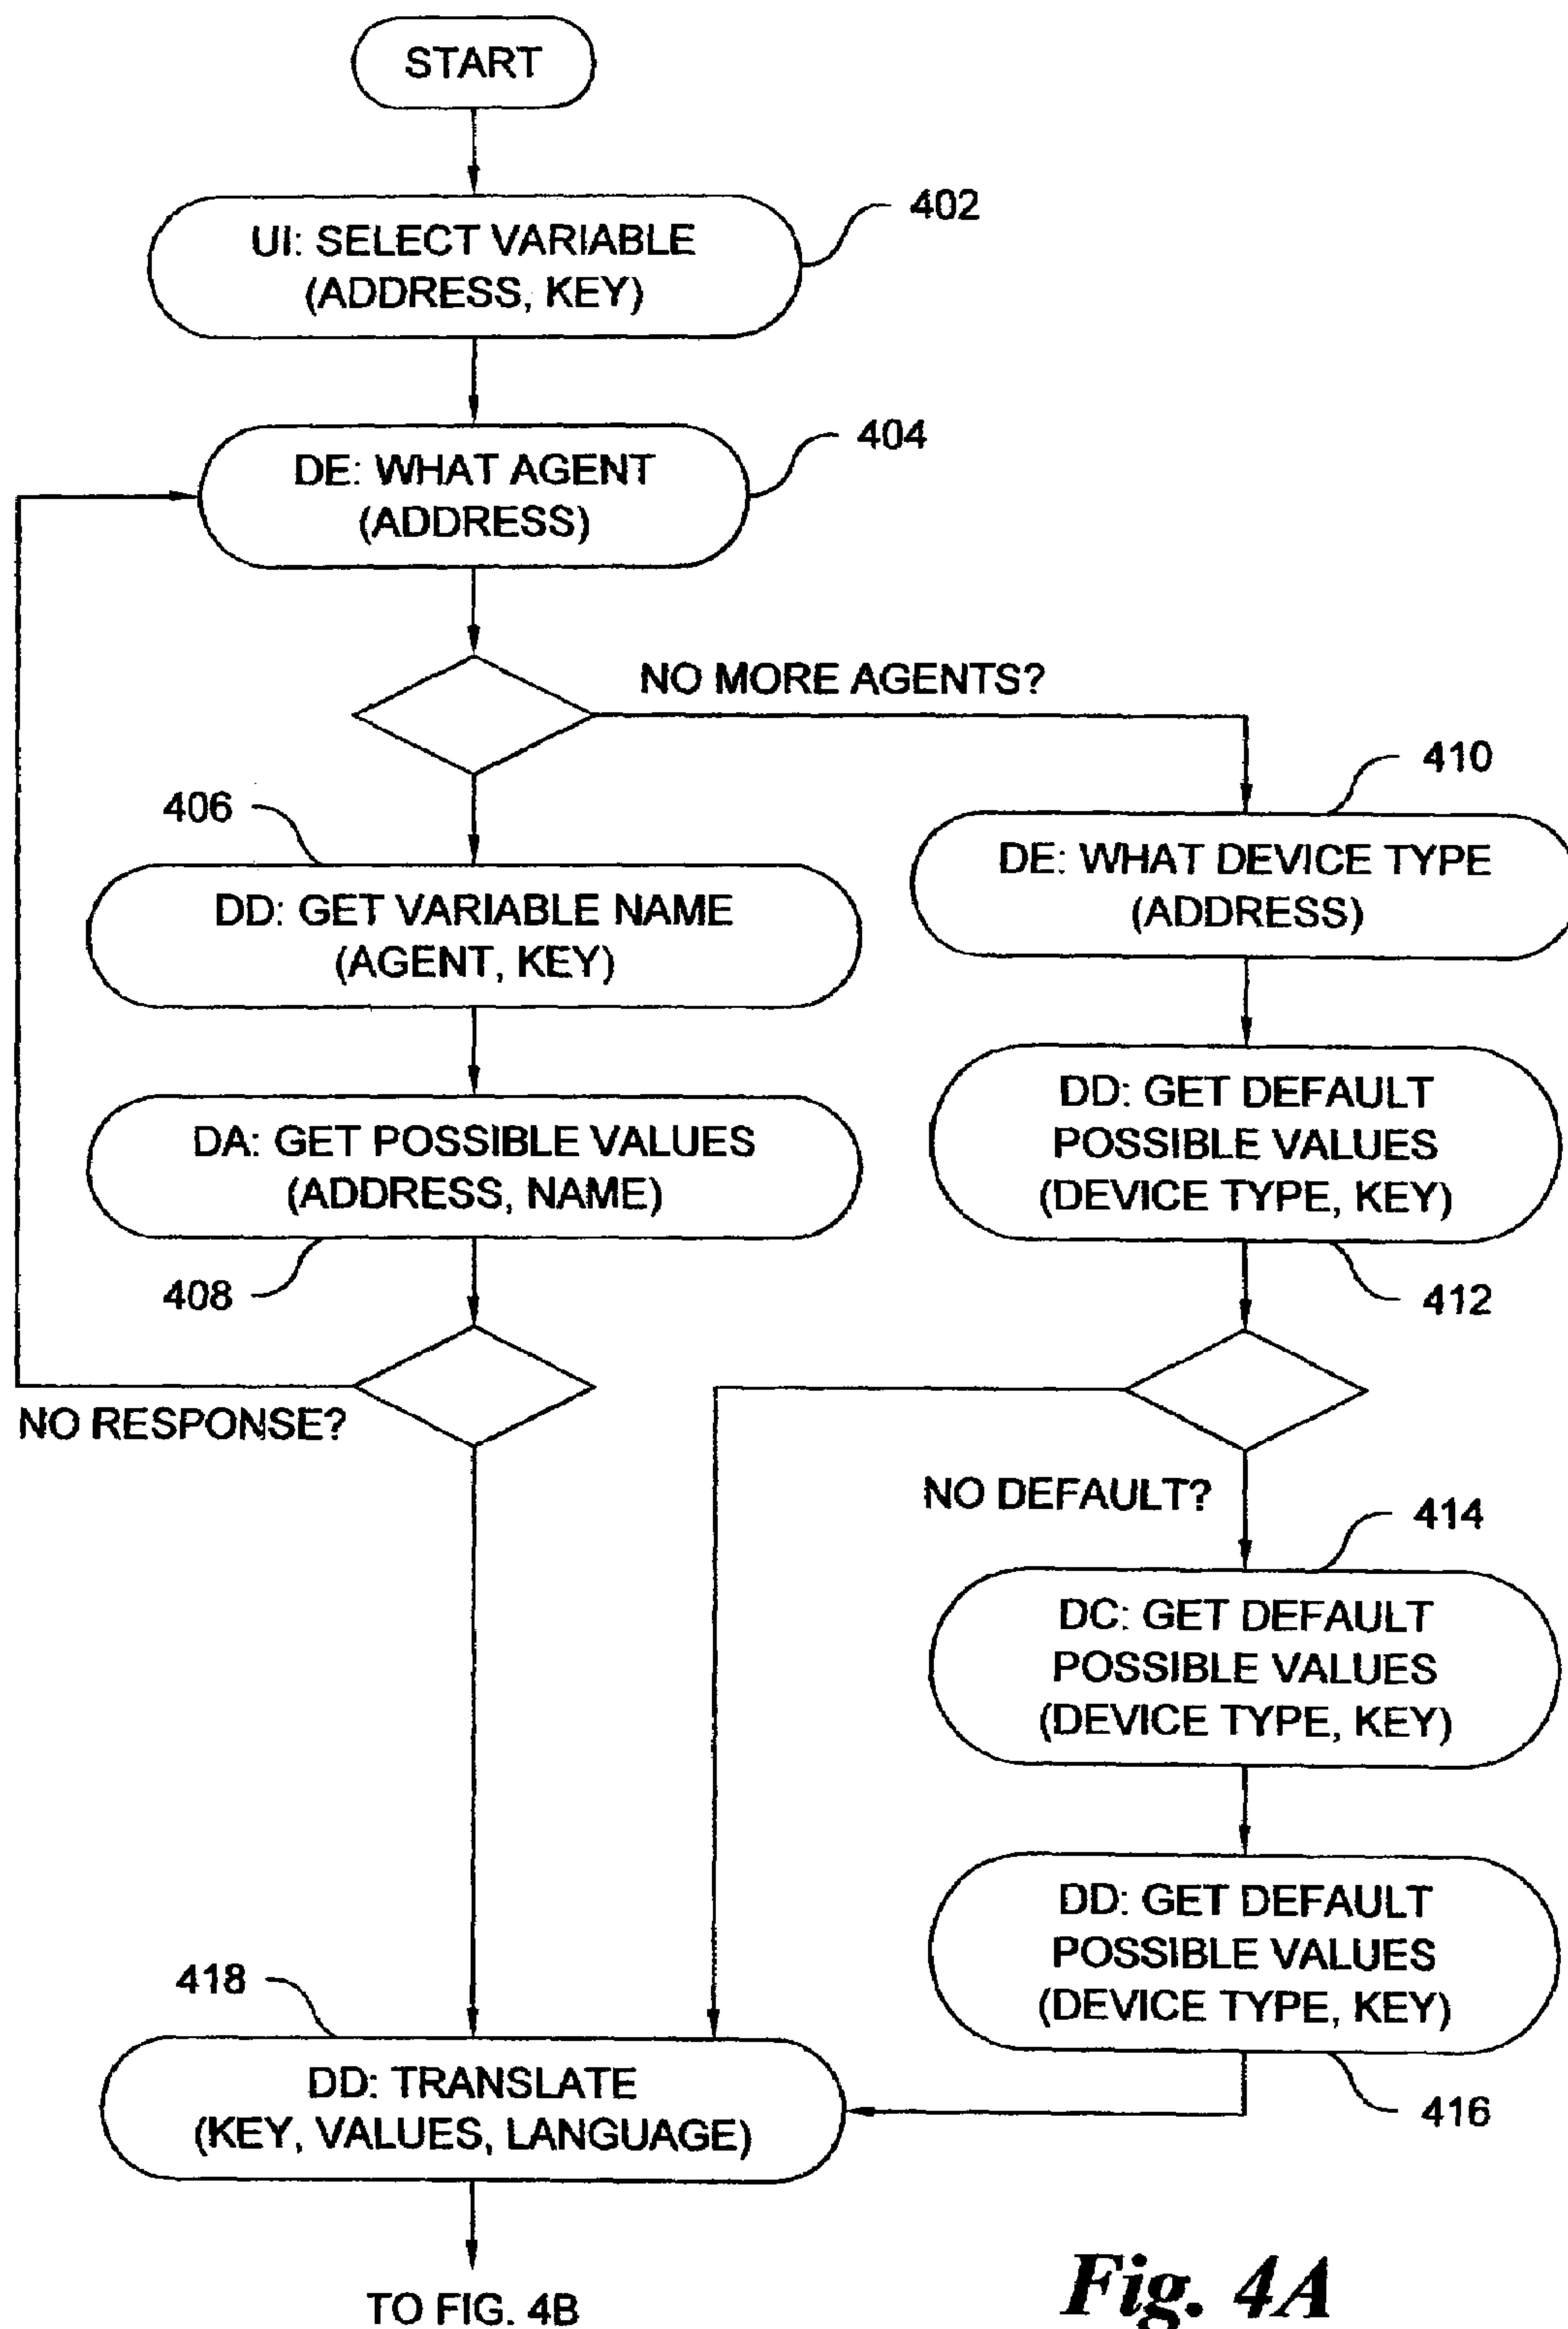 START
402
UI: SELECT VARIABLE
(ADDRESS, KEY)
404
DE: WHAT AGENT
(ADDRESS)
NO MORE AGENTS?
406
DD: GET VARIABLE NAME
(AGENT, KEY)
DA: GET POSSIBLE VALUES
(ADDRESS, NAME)
408
NO RESPONSE?
410
DE: WHAT DEVICE TYPE
(ADDRESS)
DD: GET DEFAULT
POSSIBLE VALUES
(DEVICE TYPE, KEY)
412
NO DEFAULT?
414
DC: GET DEFAULT
POSSIBLE VALUES
(DEVICE TYPE, KEY)
DD: GET DEFAULT
POSSIBLE VALUES
(DEVICE TYPE, KEY)
416
418
DD: TRANSLATE
(KEY, VALUES, LANGUAGE)
TO FIG. 4B
Fig. 4A